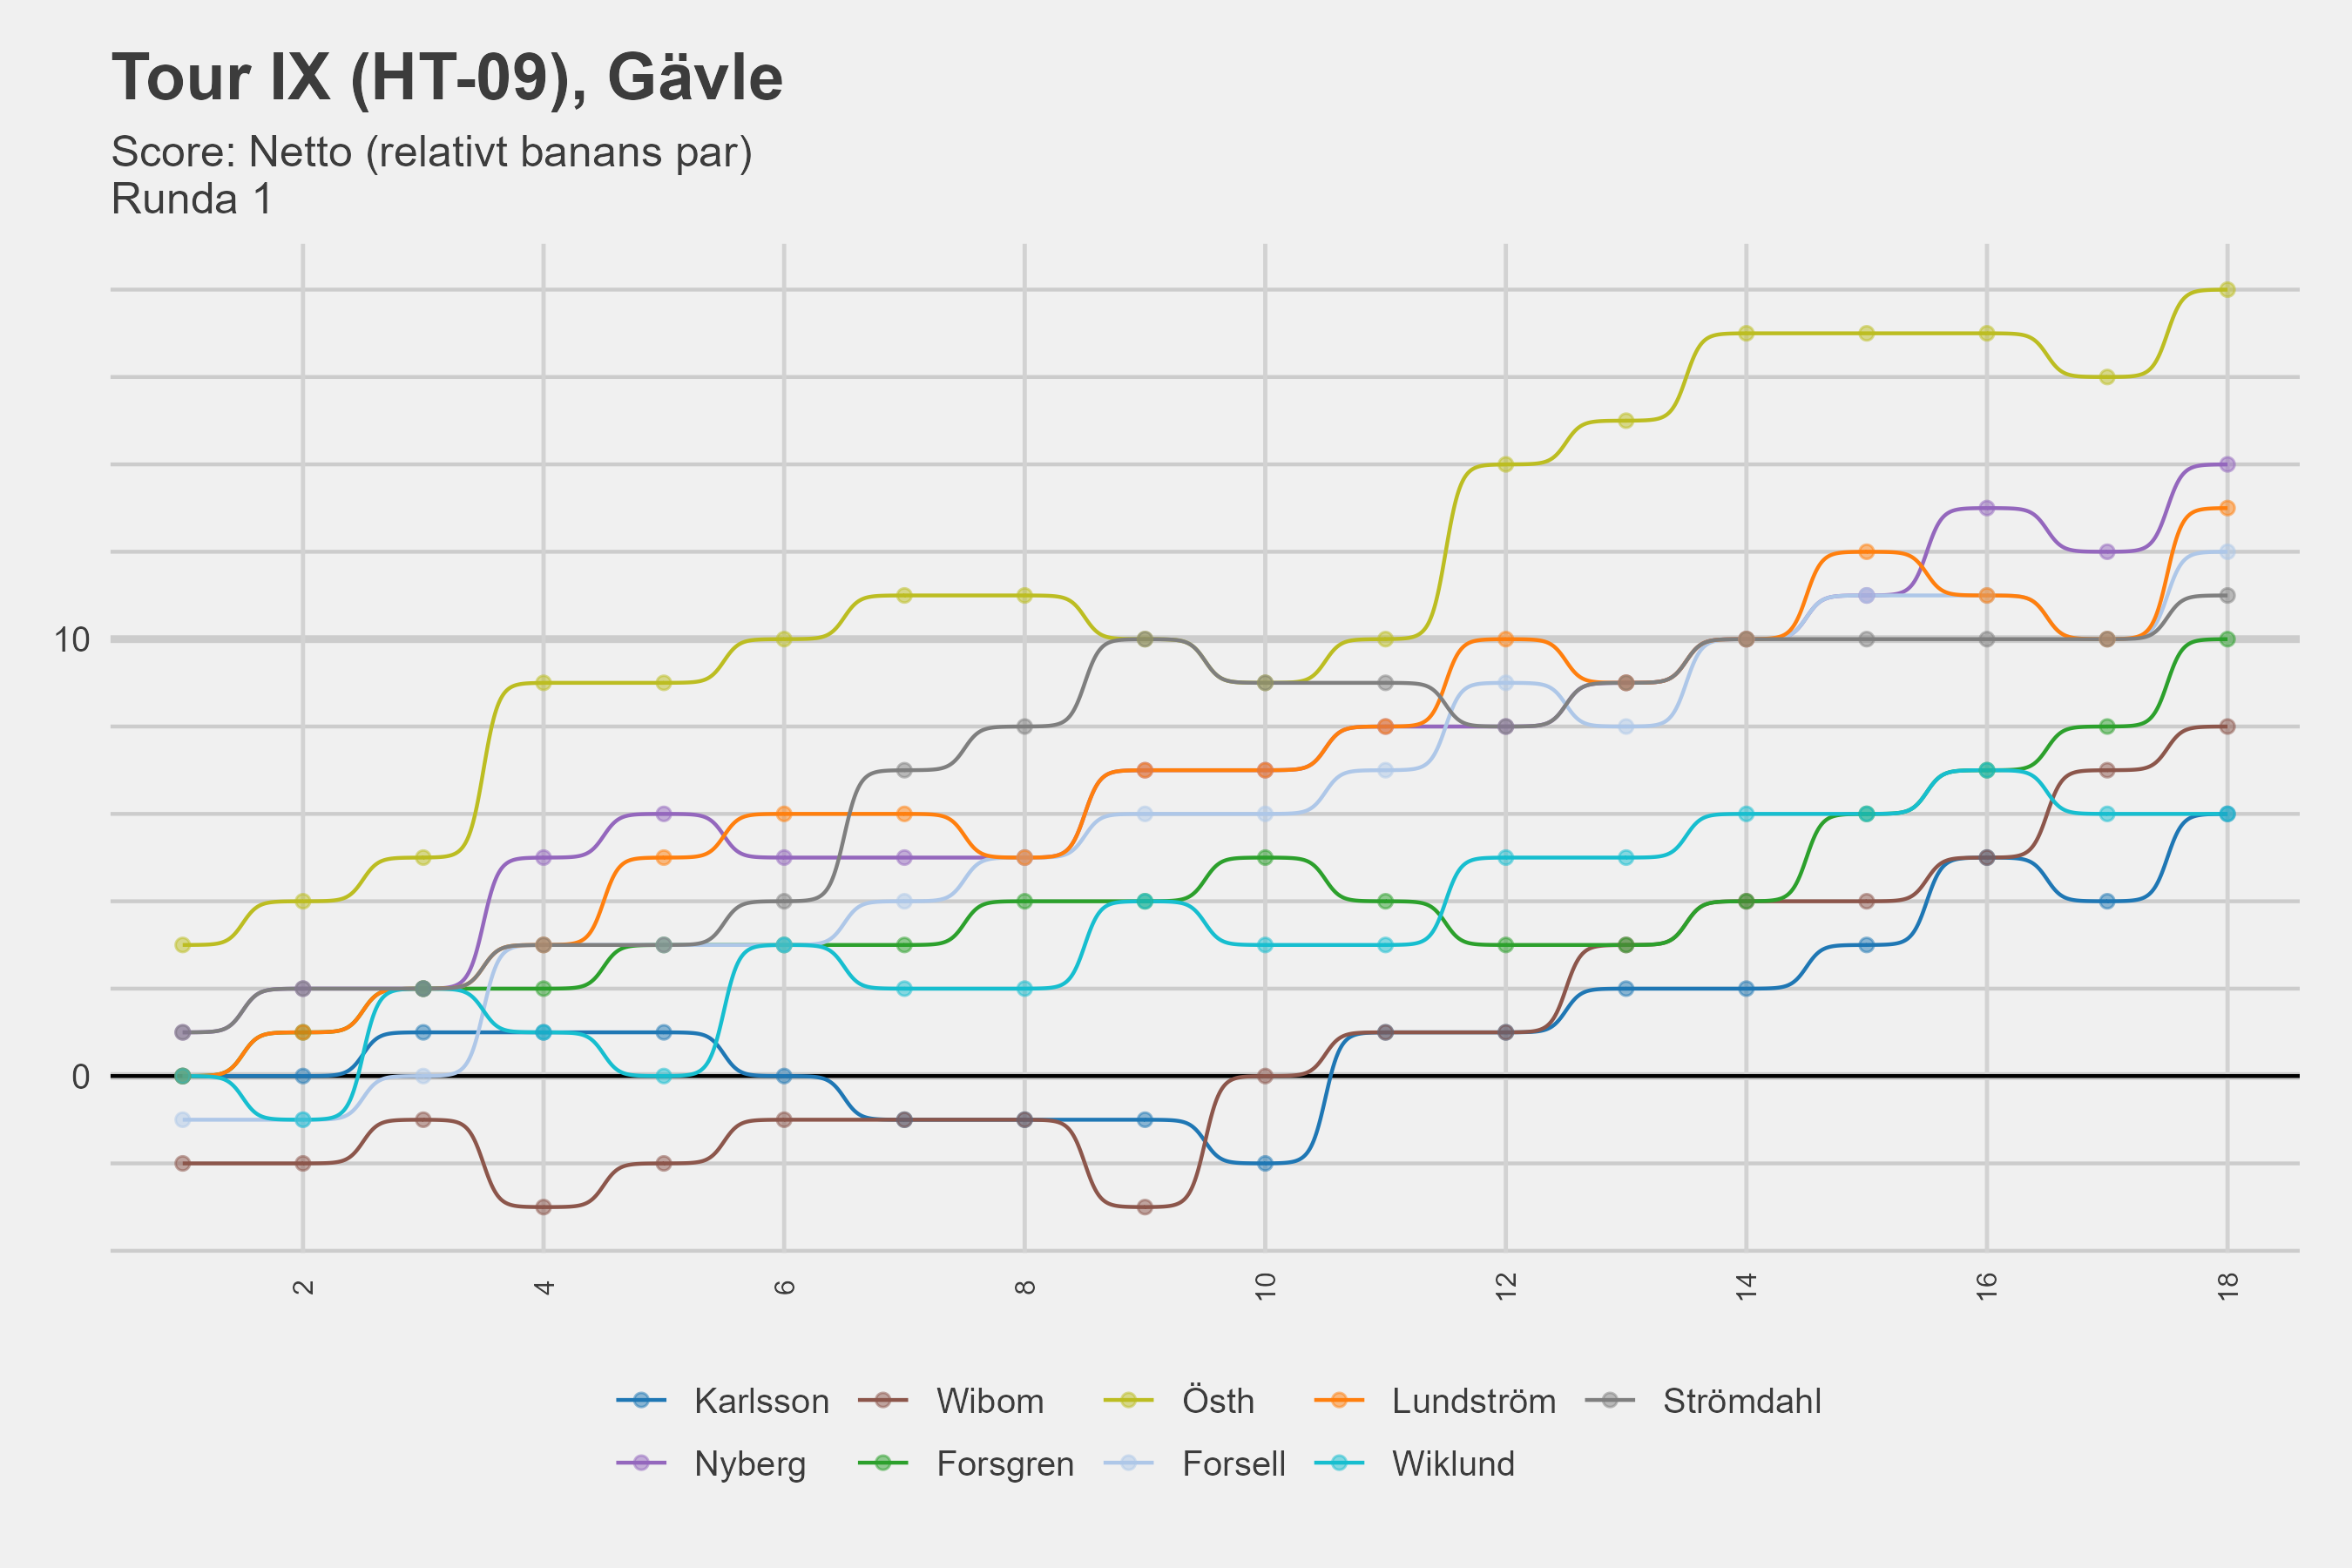 Tour IX (HT-09), Gävle
Score: Netto (relativt banans par)
Runda 1
10
0
2 4 6 8 10 12 14 16 18
Karlsson Wibom Östh Lundström Strömdahl
Nyberg Forsgren Forsell Wiklund